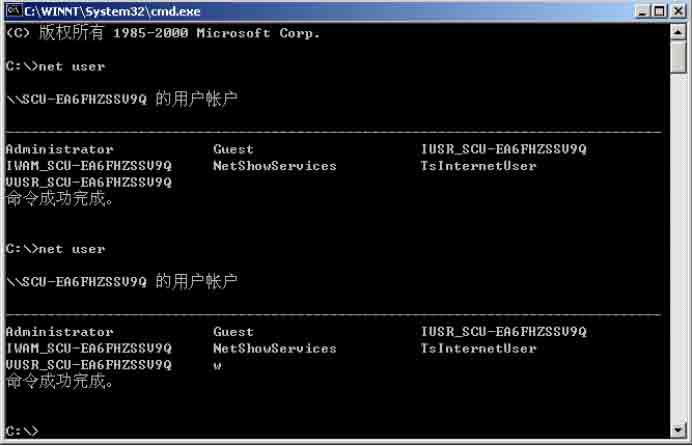 C:\WINNT\System32\cmd.exe
(C) 版权所有 1985-2000 Microsoft Corp.
C:\>net user
\\SCU-EA6FHZSSV9Q 的用户帐户
-------------------------------------------------------------------------------
Administrator Guest IUSR_SCU-EA6FHZSSV9Q
IWAM_SCU-EA6FHZSSV9Q NetShowServices TsInternetUser
VUSR_SCU-EA6FHZSSV9Q
命令成功完成。
C:\>net user
\\SCU-EA6FHZSSV9Q 的用户帐户
-------------------------------------------------------------------------------
Administrator Guest IUSR_SCU-EA6FHZSSV9Q
IWAM_SCU-EA6FHZSSV9Q NetShowServices TsInternetUser
VUSR_SCU-EA6FHZSSV9Q w
命令成功完成。
C:\>